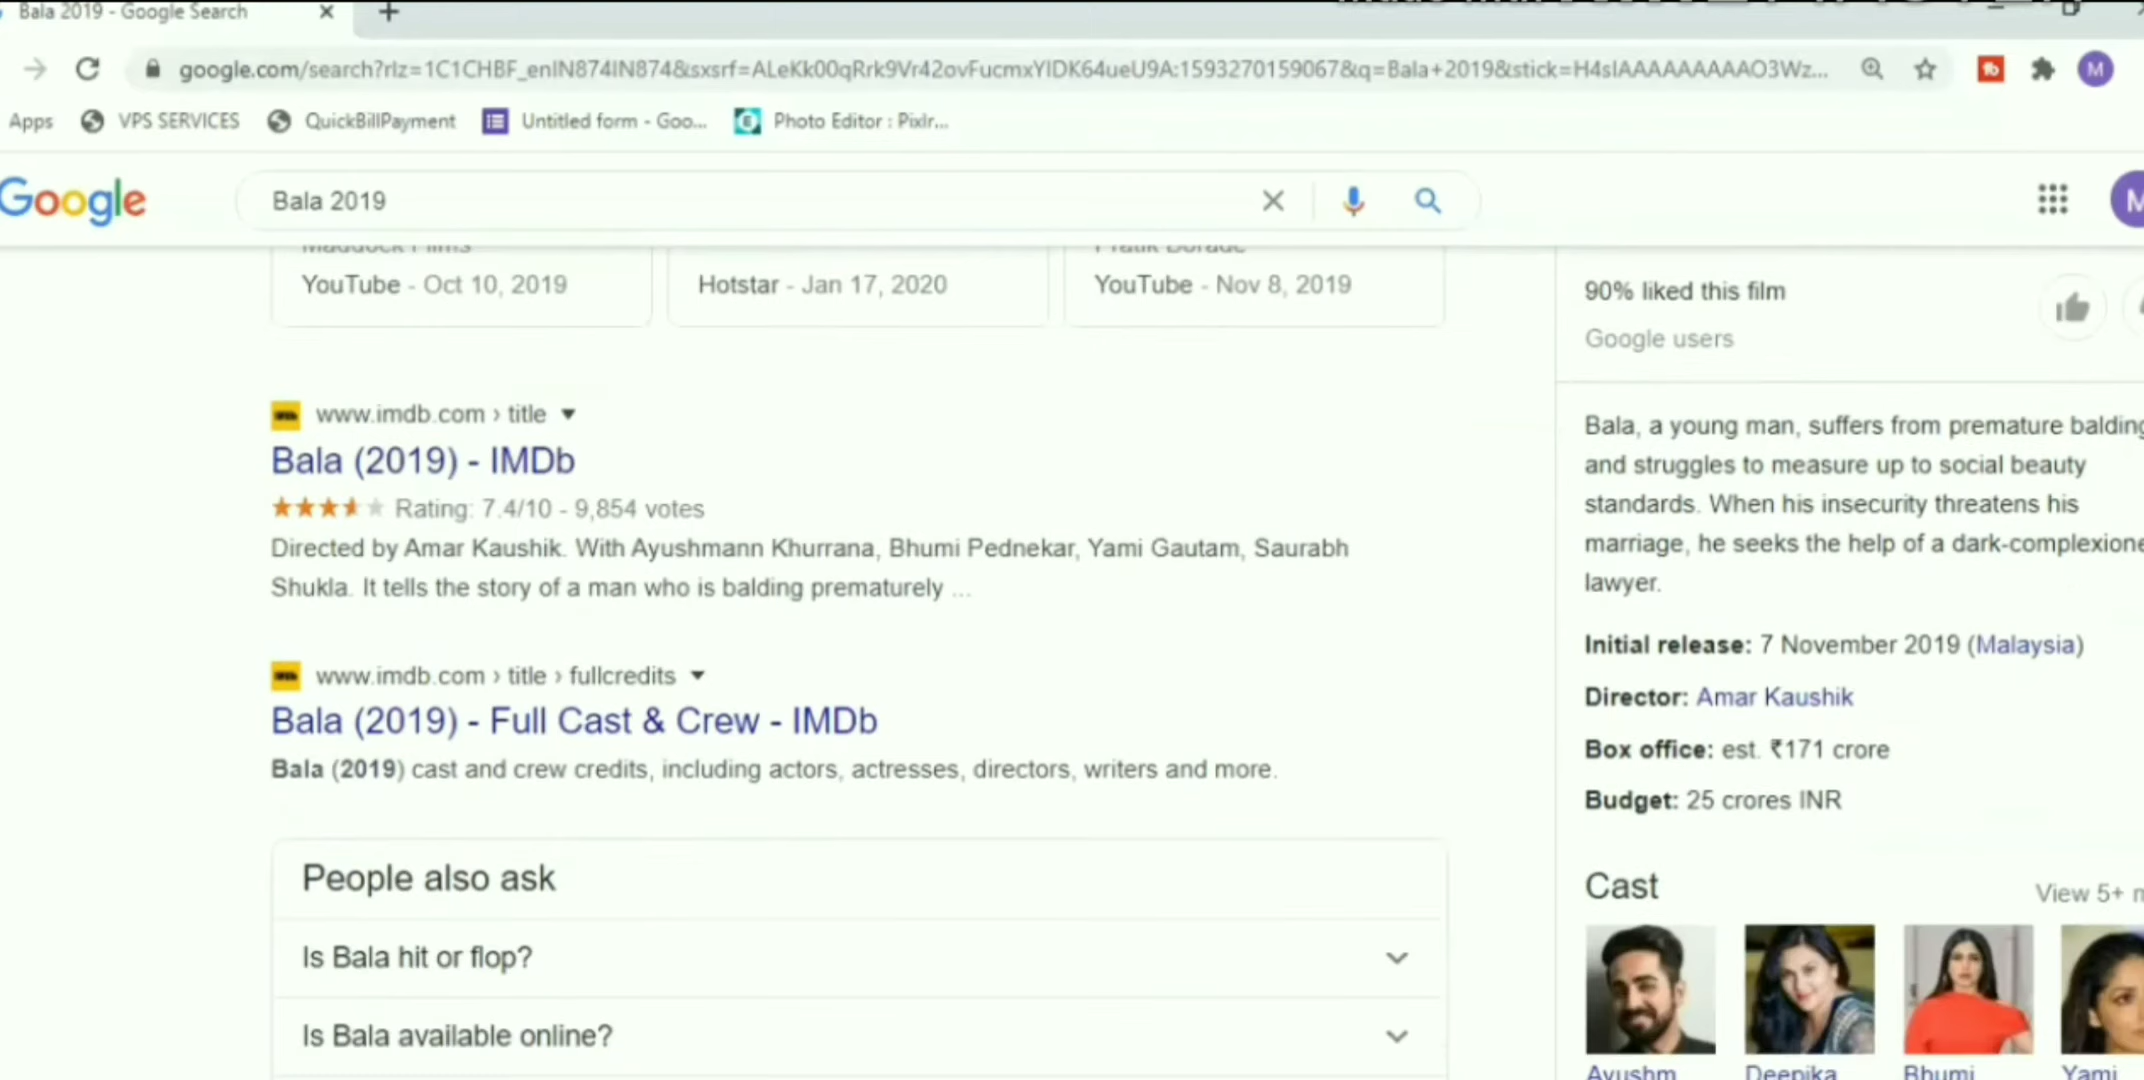 Bala 2019 - Google Search
google.com/search?rlz=1C1CHBF_enIN874IN874&sxsrf=ALeKk00qRrk9Vr42ovFucmxYlDK64ueU9A:1593270159067&q=Bala+2019&stick=H4sIAAAAAAAAAO3Wz...
M
Apps
VPS SERVICES
QuickBillPayment
Untitled form - Goo...
Photo Editor : Pixlr...
Google
Bala 2019
M
Maddock Films
YouTube - Oct 10, 2019
Hotstar - Jan 17, 2020
YouTube - Nov 8, 2019
www.imdb.com › title
Bala (2019) - IMDb
Rating: 7.4/10 - 9,854 votes
Directed by Amar Kaushik. With Ayushmann Khurrana, Bhumi Pednekar, Yami Gautam, Saurabh
Shukla. It tells the story of a man who is balding prematurely ...
www.imdb.com › title › fullcredits
Bala (2019) - Full Cast & Crew - IMDb
Bala (2019) cast and crew credits, including actors, actresses, directors, writers and more.
People also ask
Is Bala hit or flop?
Is Bala available online?
90% liked this film
Google users
Bala, a young man, suffers from premature balding
and struggles to measure up to social beauty
standards. When his insecurity threatens his
marriage, he seeks the help of a dark-complexione
lawyer.
Initial release: 7 November 2019 (Malaysia)
Director: Amar Kaushik
Box office: est. ₹171 crore
Budget: 25 crores INR
Cast
View 5+ m
Ayushm
Deepika
Bhumi
Yami